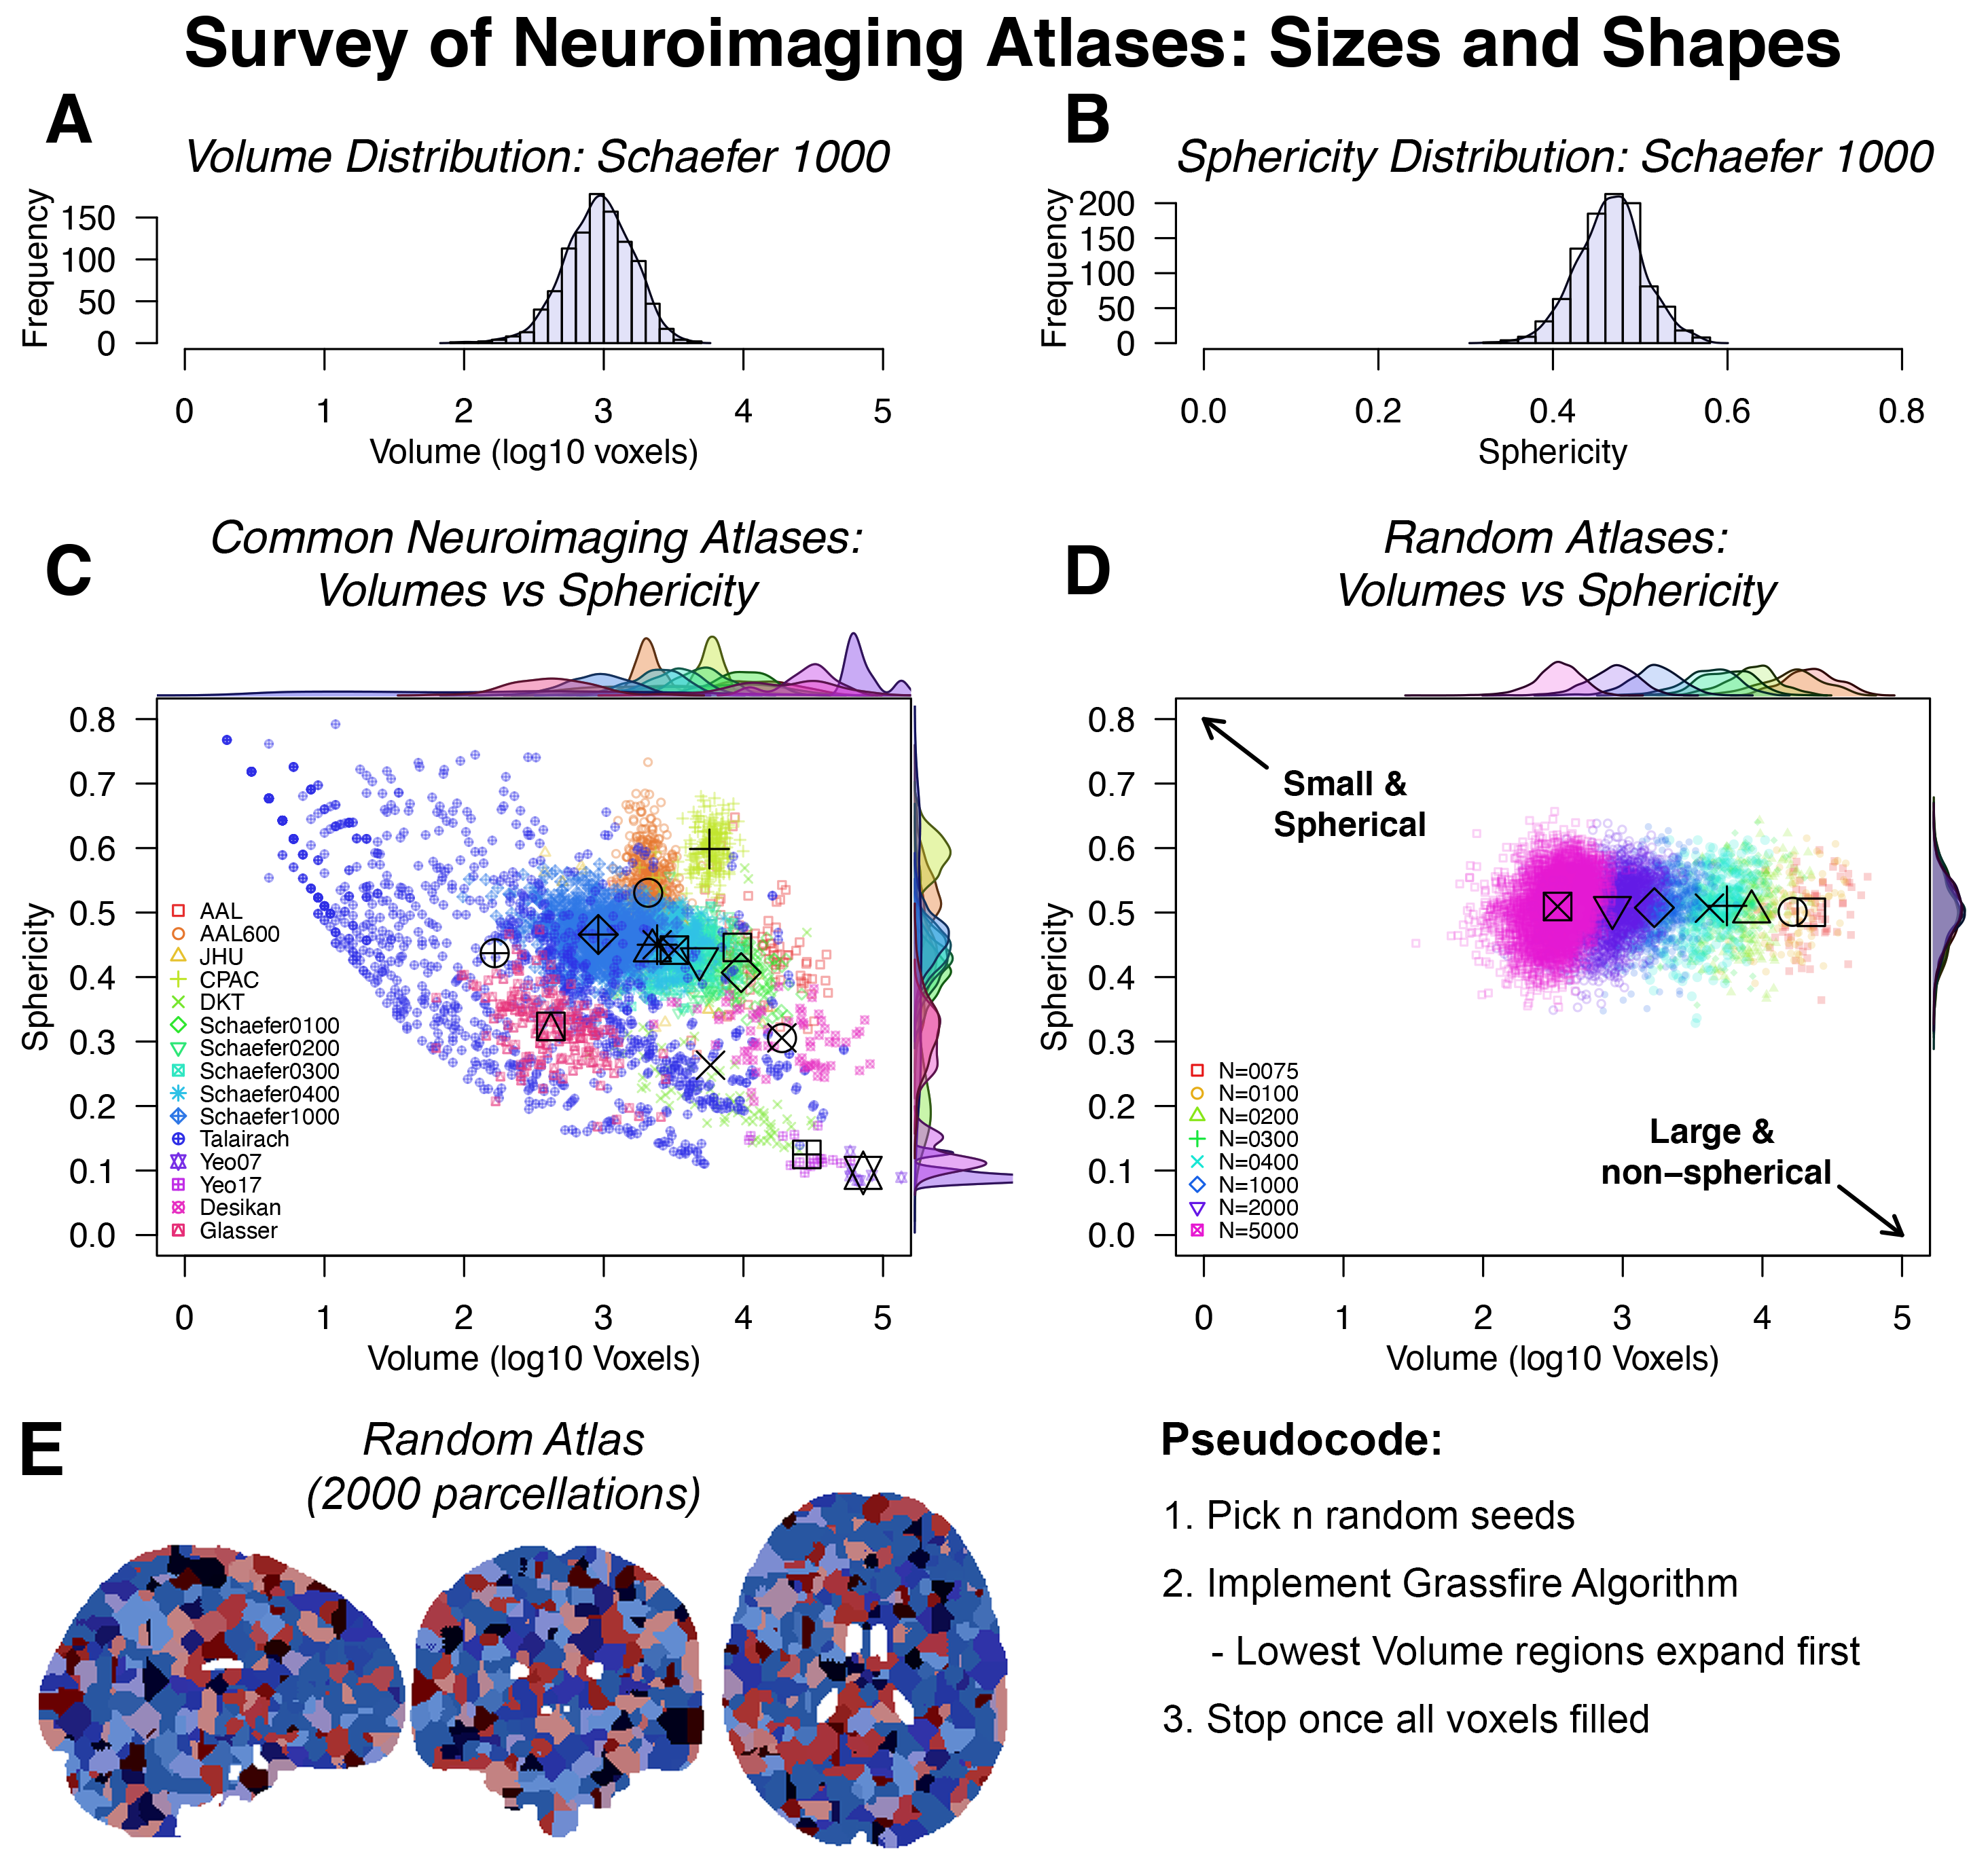 Survey of Neuroimaging Atlases: Sizes and Shapes
A
Volume Distribution: Schaefer 1000
Frequency
150
100
50
0
0 1 2 3 4 5
Volume (log10 voxels)
B
Sphericity Distribution: Schaefer 1000
Frequency
200
150
100
50
0
0.0 0.2 0.4 0.6 0.8
Sphericity
C
Common Neuroimaging Atlases:
Volumes vs Sphericity
Sphericity
0.8
0.7
0.6
0.5
0.4
0.3
0.2
0.1
0.0
AAL
AAL600
JHU
CPAC
DKT
Schaefer0100
Schaefer0200
Schaefer0300
Schaefer0400
Schaefer1000
Talairach
Yeo07
Yeo17
Desikan
Glasser
0 1 2 3 4 5
Volume (log10 Voxels)
D
Random Atlases:
Volumes vs Sphericity
Sphericity
0.8
0.7
0.6
0.5
0.4
0.3
0.2
0.1
0.0
Small &
Spherical
Large &
non−spherical
N=0075
N=0100
N=0200
N=0300
N=0400
N=1000
N=2000
N=5000
0 1 2 3 4 5
Volume (log10 Voxels)
E
Random Atlas
(2000 parcellations)
Pseudocode:
1. Pick n random seeds
2. Implement Grassfire Algorithm
- Lowest Volume regions expand first
3. Stop once all voxels filled